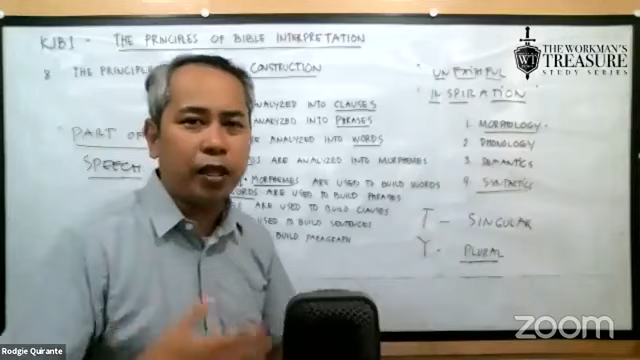 KJBI - THE PRINCIPLES OF BIBLE INTERPRETATION
8 THE PRINCIPLE CONSTRUCTION
ANALYZED INTO CLAUSES
ANALYZED INTO PHRASES
ARE ANALYZED INTO WORDS
ARE ANALYZED INTO MORPHEMES
MORPHEMES ARE USED TO BUILD WORDS
WORDS ARE USED TO BUILD PHRASES
ARE USED TO BUILD CLAUSES
USED TO BUILD SENTENCES
BUILD PARAGRAPH
"PART OF
SPEECH
"UNFAITHFUL
"INSPIRATION"
1. MORPHOLOGY
2 PHONOLOGY
3 SEMANTICS
4. SYNTACTICS
T - SINGULAR
Y - PLURAL
THE WORKMAN'S
TREASURE
STUDY SERIES
WT
zoom
Rodgie Quirante